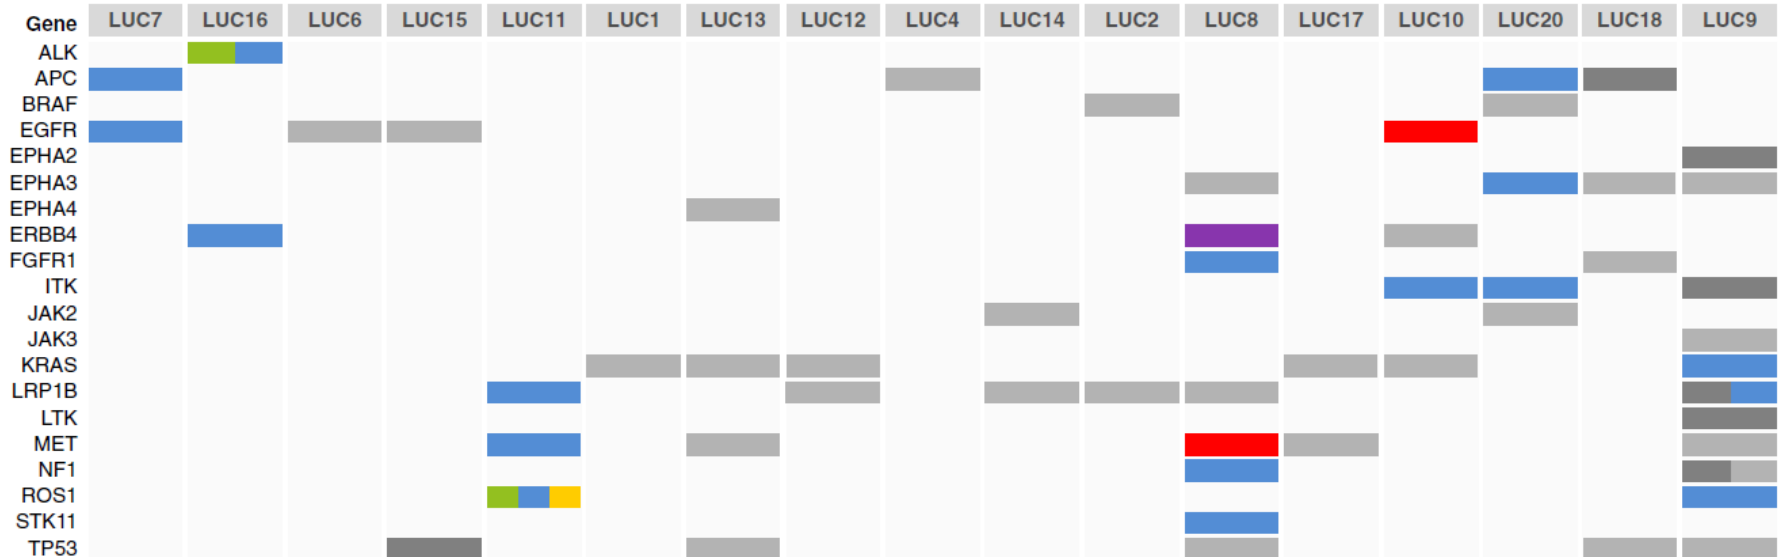 Gene LUC7 LUC16 LUC6 LUC15 LUC11 LUC1 LUC13 LUC12 LUC4 LUC14 LUC2 LUC8 LUC17 LUC10 LUC20 LUC18 LUC9
ALK
APC
BRAF
EGFR
EPHA2
EPHA3
EPHA4
ERBB4
FGFR1
ITK
JAK2
JAK3
KRAS
LRP1B
LTK
MET
NF1
ROS1
STK11
TP53